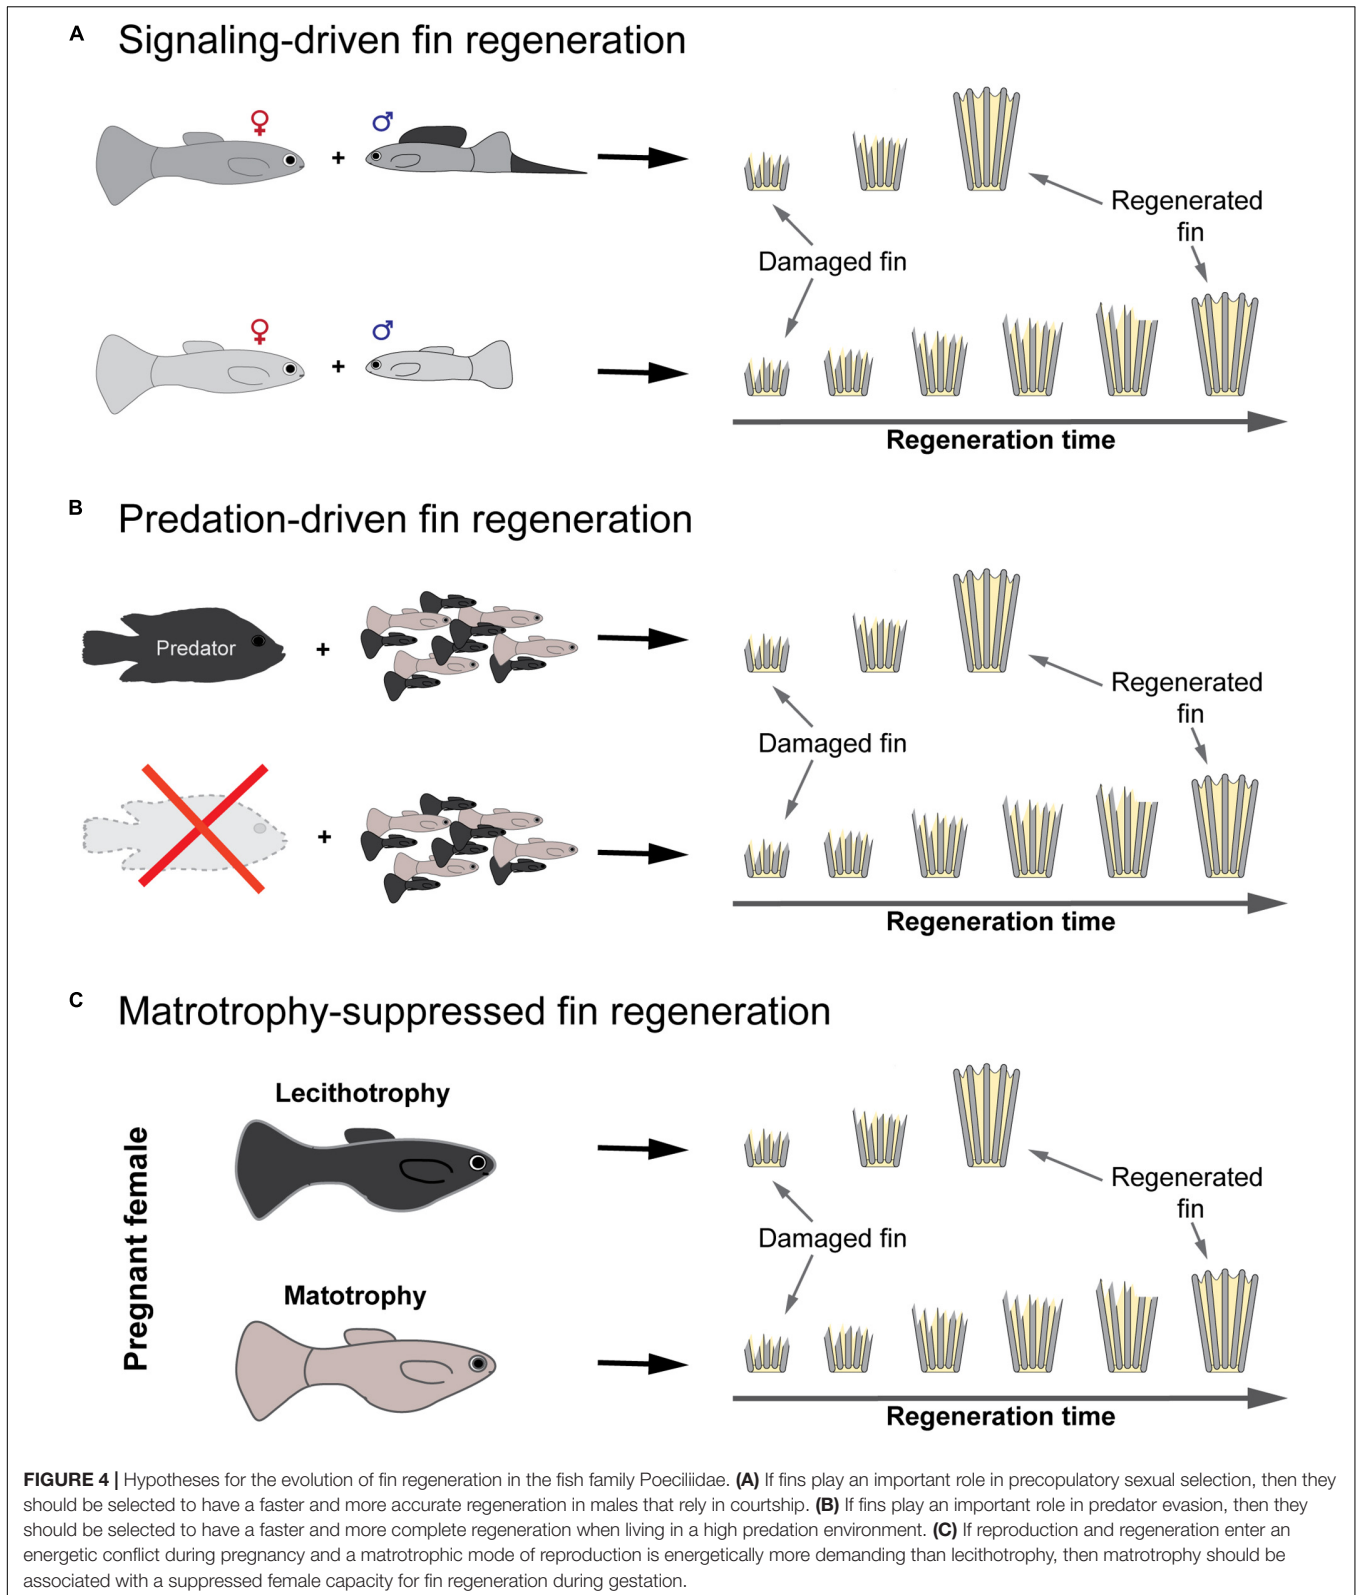 A Signaling-driven fin regeneration
♀
+
♂
Regenerated
fin
Damaged fin
♀
+
♂
Regeneration time
B Predation-driven fin regeneration
Predator
+
Regenerated
fin
Damaged fin
+
Regeneration time
C Matrotrophy-suppressed fin regeneration
Pregnant female
Lecithotrophy
Regenerated
fin
Damaged fin
Matotrophy
Regeneration time
FIGURE 4 | Hypotheses for the evolution of fin regeneration in the fish family Poeciliidae. (A) If fins play an important role in precopulatory sexual selection, then they
should be selected to have a faster and more accurate regeneration in males that rely in courtship. (B) If fins play an important role in predator evasion, then they
should be selected to have a faster and more complete regeneration when living in a high predation environment. (C) If reproduction and regeneration enter an
energetic conflict during pregnancy and a matrotrophic mode of reproduction is energetically more demanding than lecithotrophy, then matrotrophy should be
associated with a suppressed female capacity for fin regeneration during gestation.